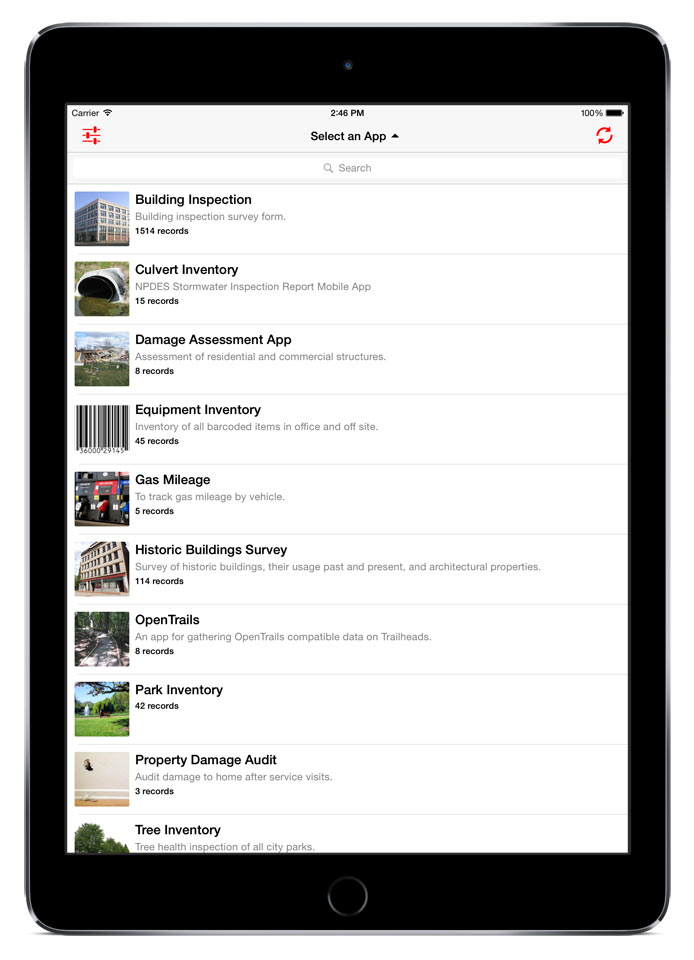 Carrier 2:46 PM 100%
Select an App
Search
Building Inspection
Building inspection survey form.
1514 records
Culvert Inventory
NPDES Stormwater Inspection Report Mobile App
15 records
Damage Assessment App
Assessment of residential and commercial structures.
8 records
Equipment Inventory
Inventory of all barcoded items in office and off site.
45 records
36000 29145
Gas Mileage
To track gas mileage by vehicle.
5 records
Historic Buildings Survey
Survey of historic buildings, their usage past and present, and architectural properties.
114 records
OpenTrails
An app for gathering OpenTrails compatible data on Trailheads.
8 records
Park Inventory
42 records
Property Damage Audit
Audit damage to home after service visits.
3 records
Tree Inventory
Tree health inspection of all city parks.